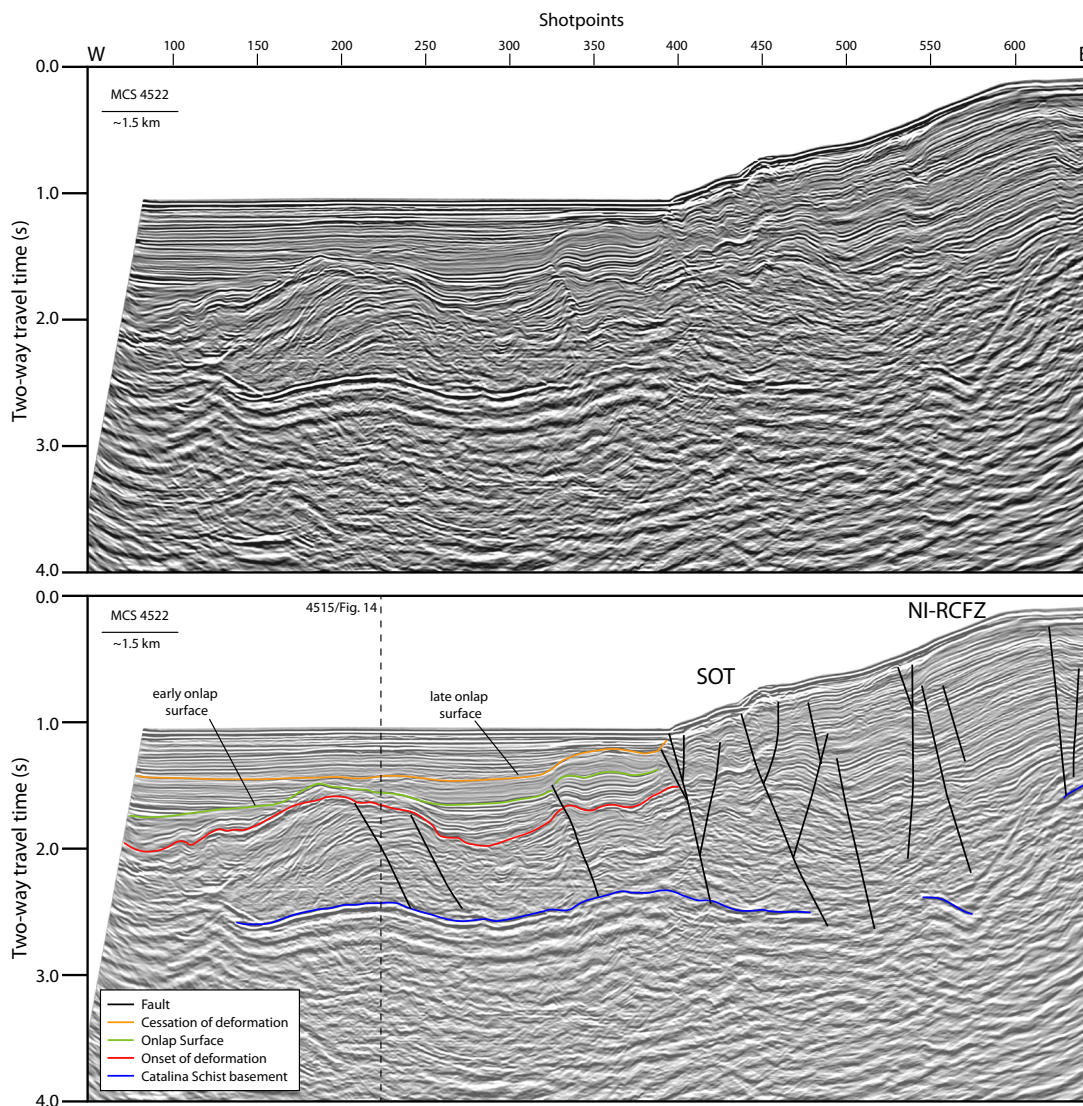 Shotpoints
W 100 150 200 250 300 350 400 450 500 550 600
0.0
MCS 4522
~1.5 km
1.0
2.0
3.0
4.0
Two-way travel time (s)
0.0
4515/Fig. 14
MCS 4522
~1.5 km
NI-RCFZ
SOT
early onlap
surface
late onlap
surface
1.0
2.0
3.0
4.0
Two-way travel time (s)
Fault
Cessation of deformation
Onlap Surface
Onset of deformation
Catalina Schist basement